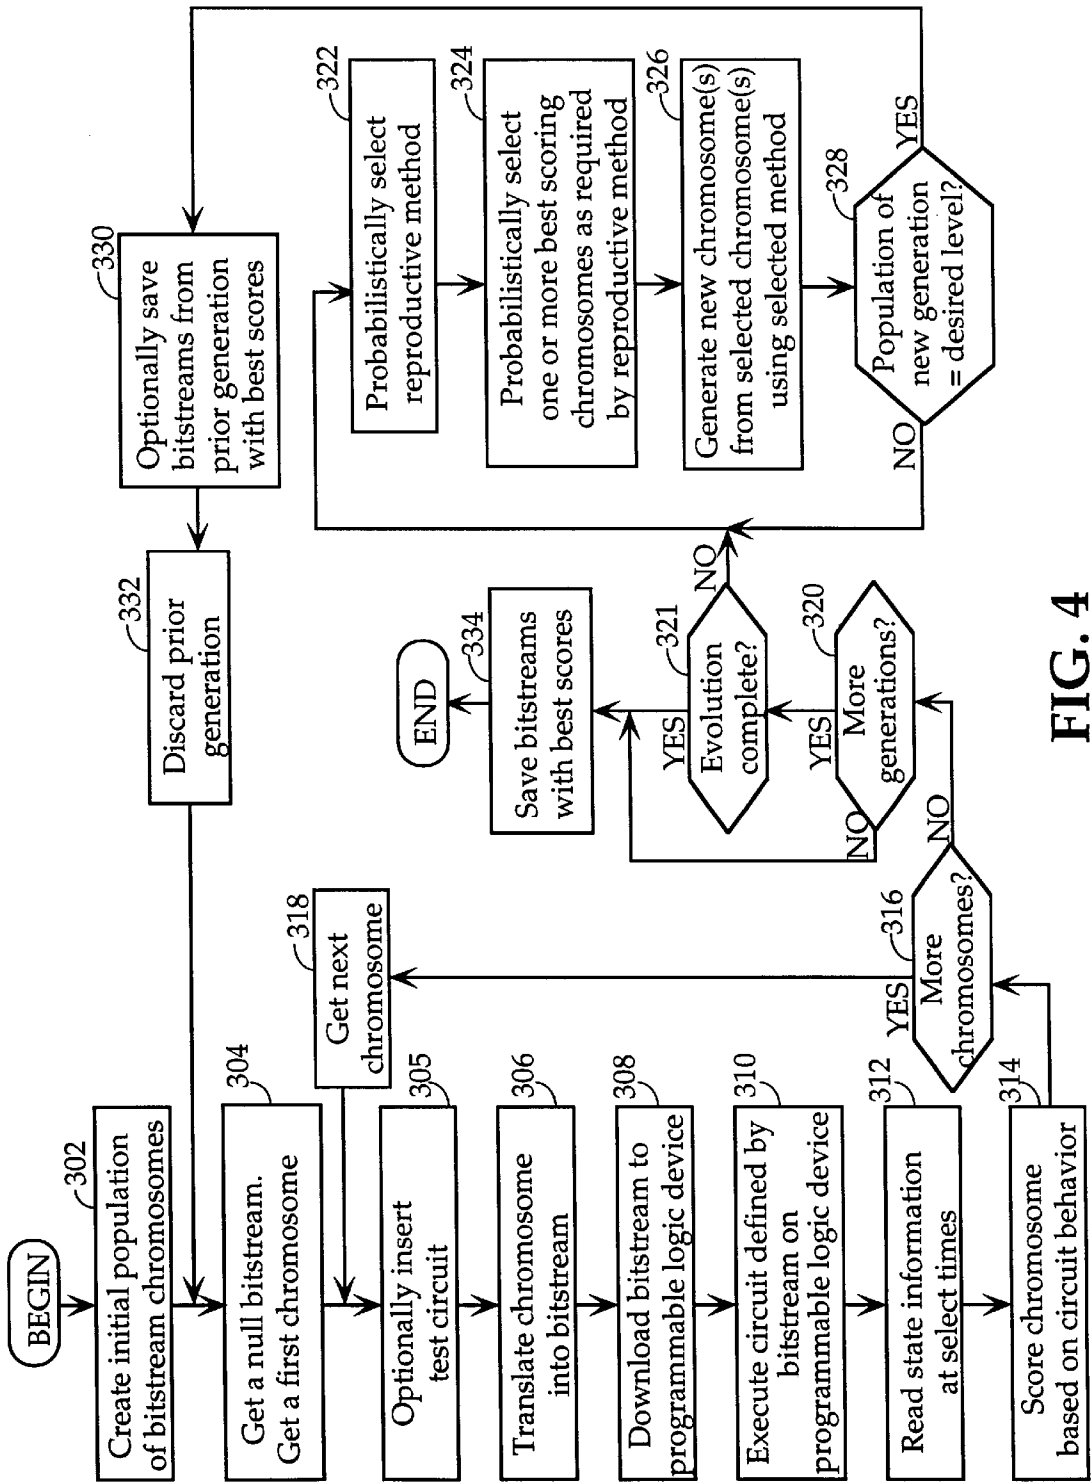 BEGIN
302
Create initial population
of bitstream chromosomes
304
Get a null bitstream.
Get a first chromosome
305
Optionally insert
test circuit
306
Translate chromosome
into bitstream
308
Download bitstream to
programmable logic device
310
Execute circuit defined by
bitstream on
programmable logic device
312
Read state information
at select times
314
Score chromosome
based on circuit behavior
316
More
chromosomes?
YES
NO
318
Get next
chromosome
320
More
generations?
YES
NO
321
Evolution
complete?
YES
NO
334
Save bitstreams
with best scores
END
322
Probabilistically select
reproductive method
324
Probabilistically select
one or more best scoring
chromosomes as required
by reproductive method
326
Generate new chromosome(s)
from selected chromosome(s)
using selected method
328
Population of
new generation
= desired level?
NO
YES
330
Optionally save
bitstreams from
prior generation
with best scores
332
Discard prior
generation
FIG. 4